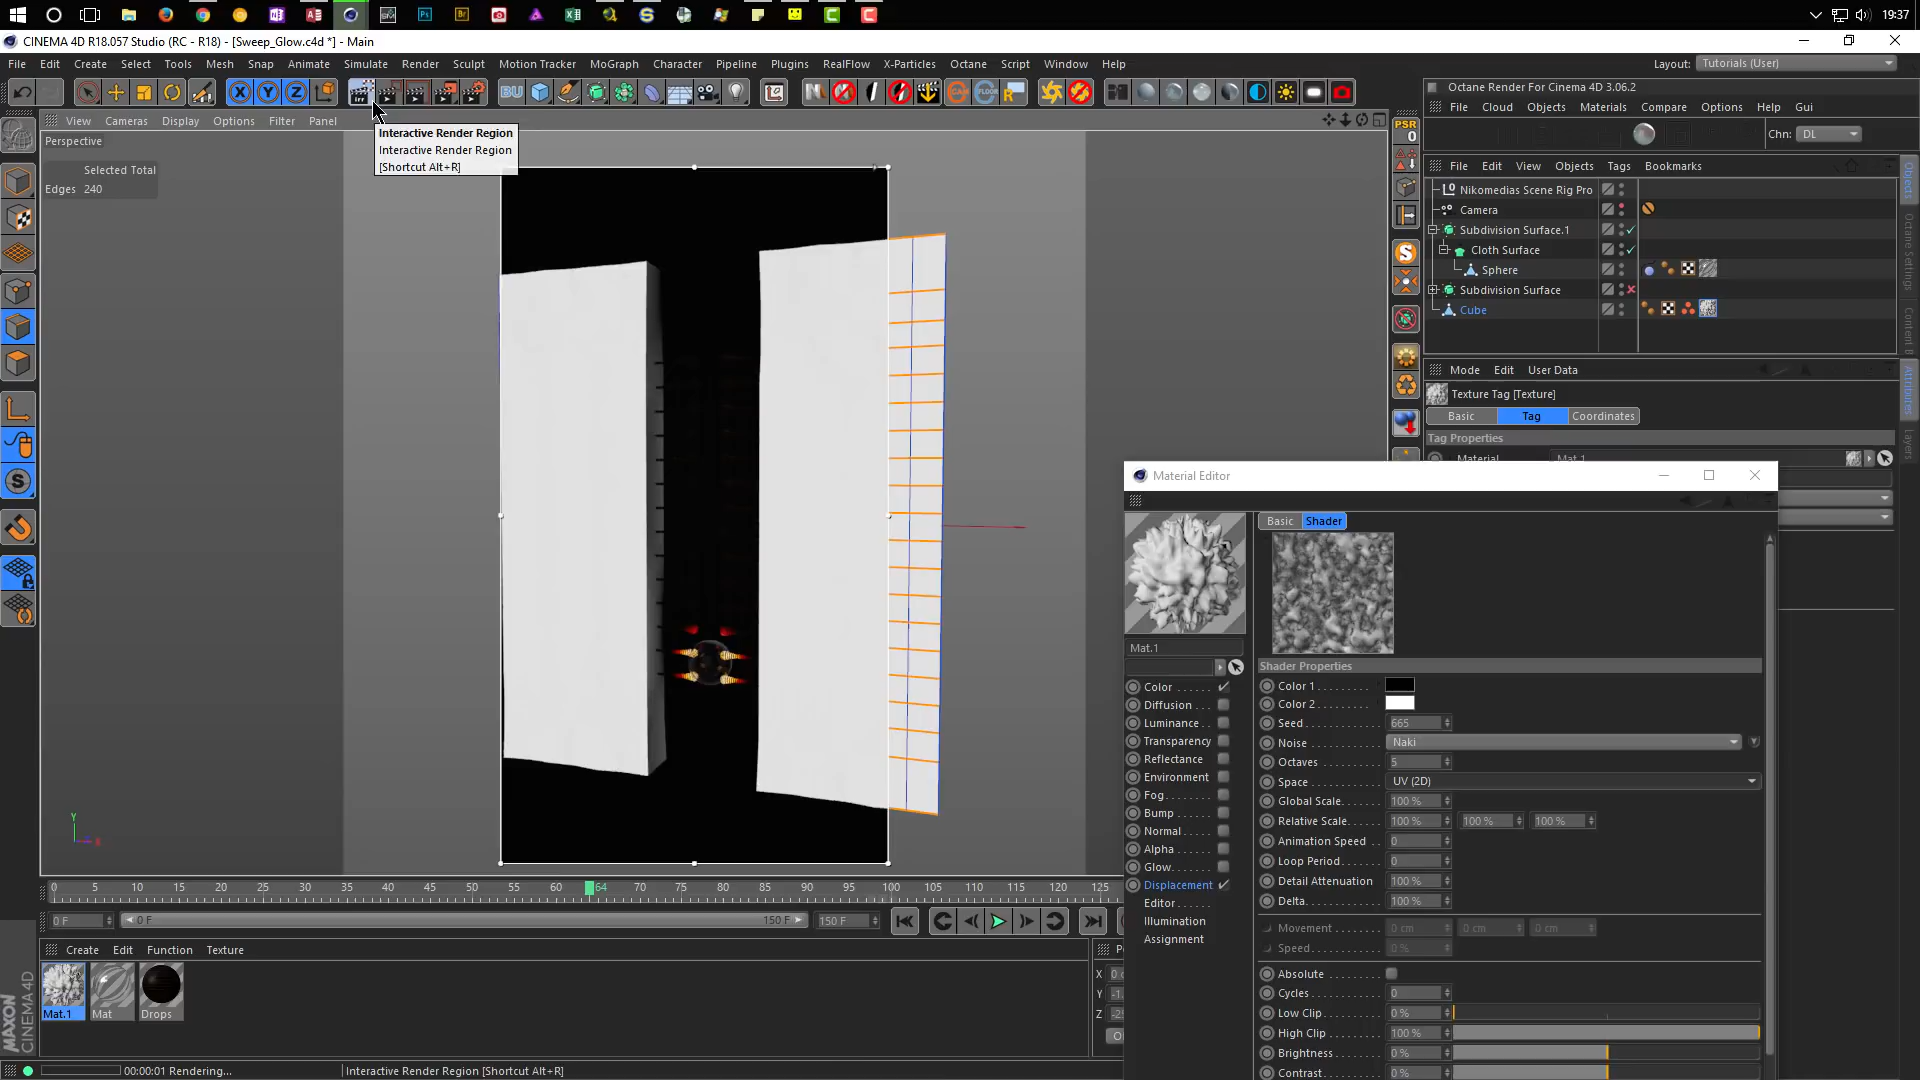 19:37
CINEMA 4D R18.057 Studio (RC - R18) - [Sweep_Glow.c4d *] - Main
File Edit Create Select Tools Mesh Snap Animate Simulate Render Sculpt Motion Tracker MoGraph Character Pipeline Plugins RealFlow X-Particles Octane Script Window Help
Layout: Tutorials (User)
Octane Render For Cinema 4D 3.06.2
File Cloud Objects Materials Compare Options Help Gui
Chn: DL
View Cameras Display Options Filter Panel
Perspective
Selected Total
Edges 240
Interactive Render Region
Interactive Render Region
[Shortcut Alt+R]
PSR
0
File Edit View Objects Tags Bookmarks
Nikomedias Scene Rig Pro
Camera
Subdivision Surface.1
Cloth Surface
Sphere
Subdivision Surface
Cube
Mode Edit User Data
Texture Tag [Texture]
Basic Tag Coordinates
Tag Properties
Material Mat.1
Material Editor
Basic Shader
Mat.1
Color
Diffusion
Luminance
Transparency
Reflectance
Environment
Fog
Bump
Normal
Alpha
Glow
Displacement
Editor
Illumination
Assignment
Shader Properties
Color 1
Color 2
Seed 665
Noise Naki
Octaves 5
Space UV (2D)
Global Scale 100 %
Relative Scale 100 % 100 % 100 %
Animation Speed 0
Loop Period 0
Detail Attenuation 100 %
Delta 100 %
Movement 0 cm 0 cm 0 cm
Speed 0 %
Absolute
Cycles 0
Low Clip 0 %
High Clip 100 %
Brightness 0 %
Contrast 0 %
Objects
Octane Settings
Content B
Attributes
Layers
0 5 10 15 20 25 30 35 40 45 50 55 60 64 70 75 80 85 90 95 100 105 110 115 120 125
0 F 0 F 150 F 150 F
Create Edit Function Texture
Mat.1 Mat Drops
X
Y
Z
MAXON
CINEMA 4D
00:00:01 Rendering...
Interactive Render Region [Shortcut Alt+R]